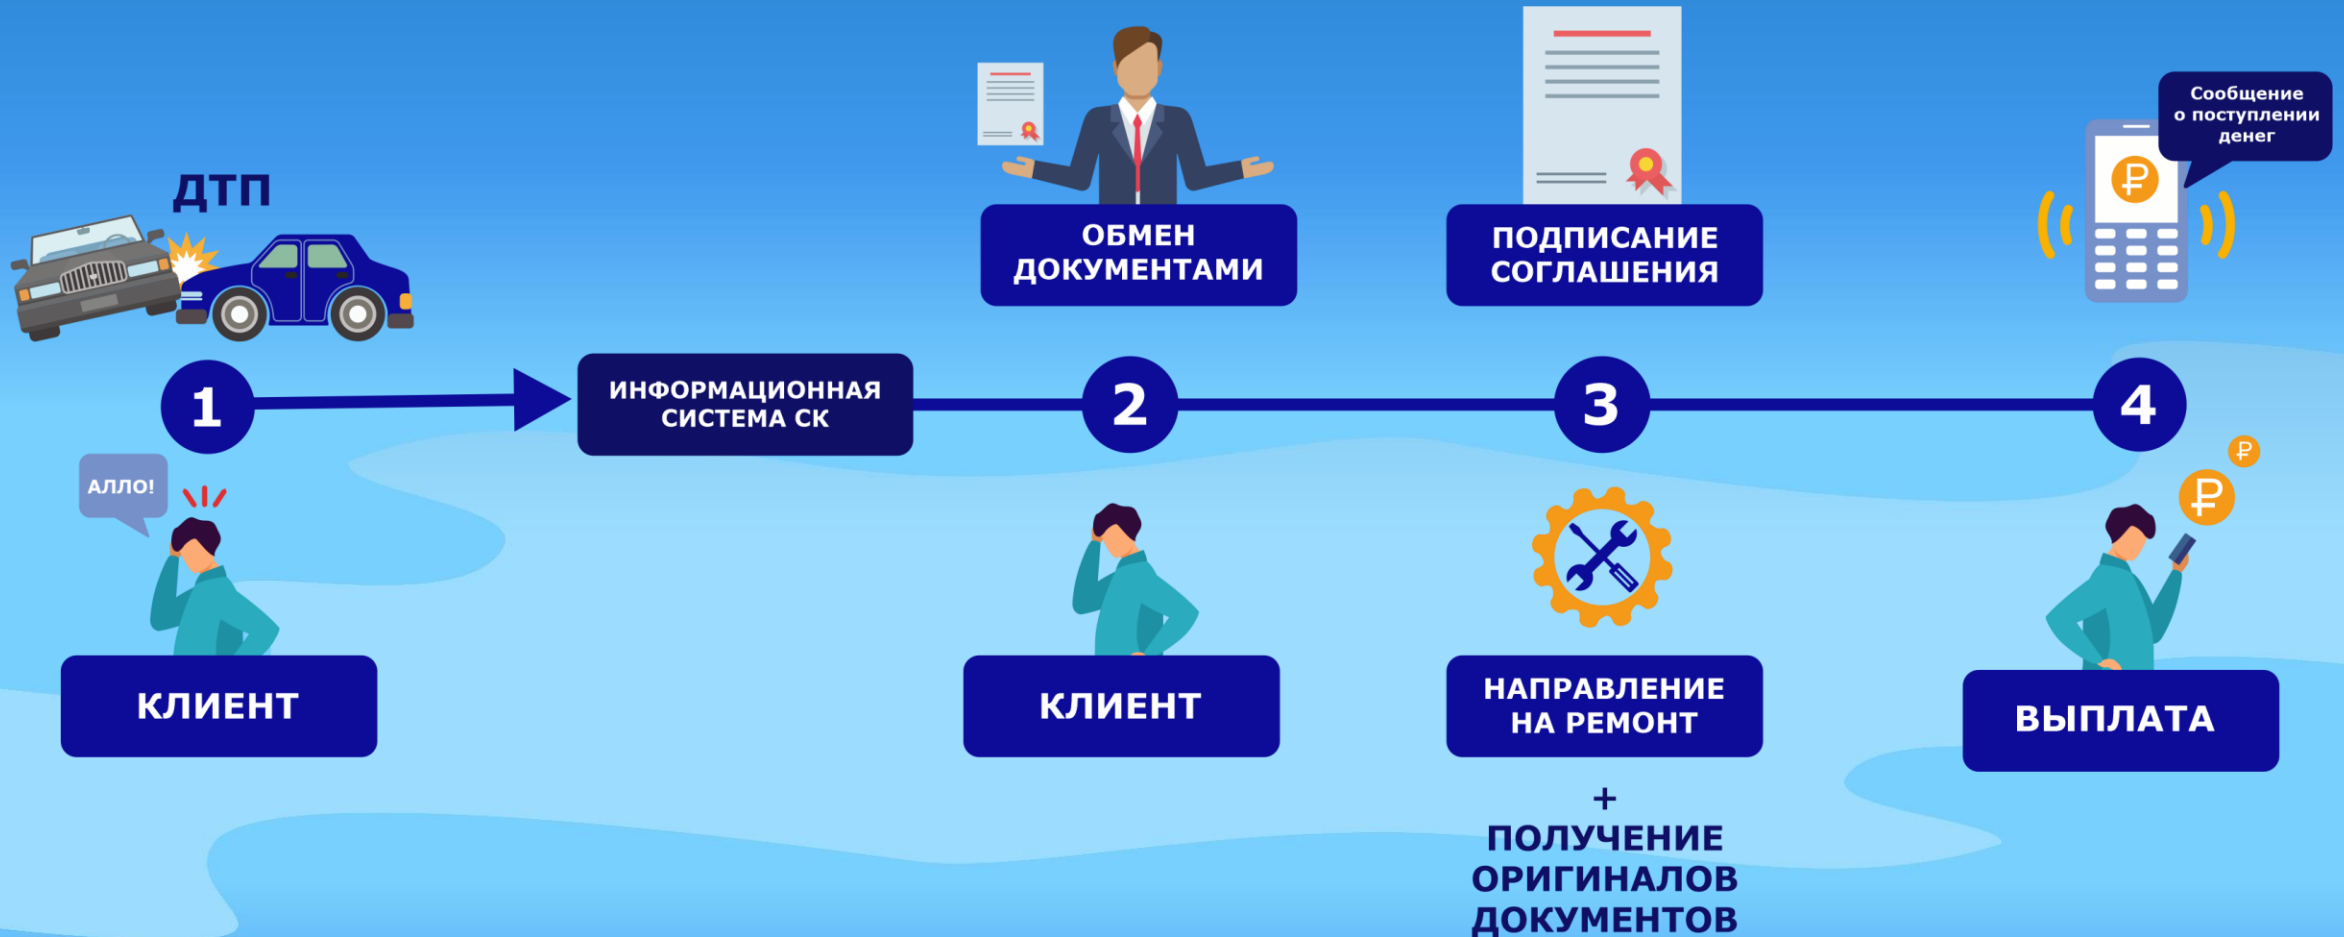 ДТП
1
АЛЛО!
КЛИЕНТ
ИНФОРМАЦИОННАЯ
СИСТЕМА СК
ОБМЕН
ДОКУМЕНТАМИ
2
КЛИЕНТ
ПОДПИСАНИЕ
СОГЛАШЕНИЯ
3
НАПРАВЛЕНИЕ
НА РЕМОНТ
+
ПОЛУЧЕНИЕ
ОРИГИНАЛОВ
ДОКУМЕНТОВ
Сообщение
о поступлении
денег
₽
4
₽
₽
ВЫПЛАТА